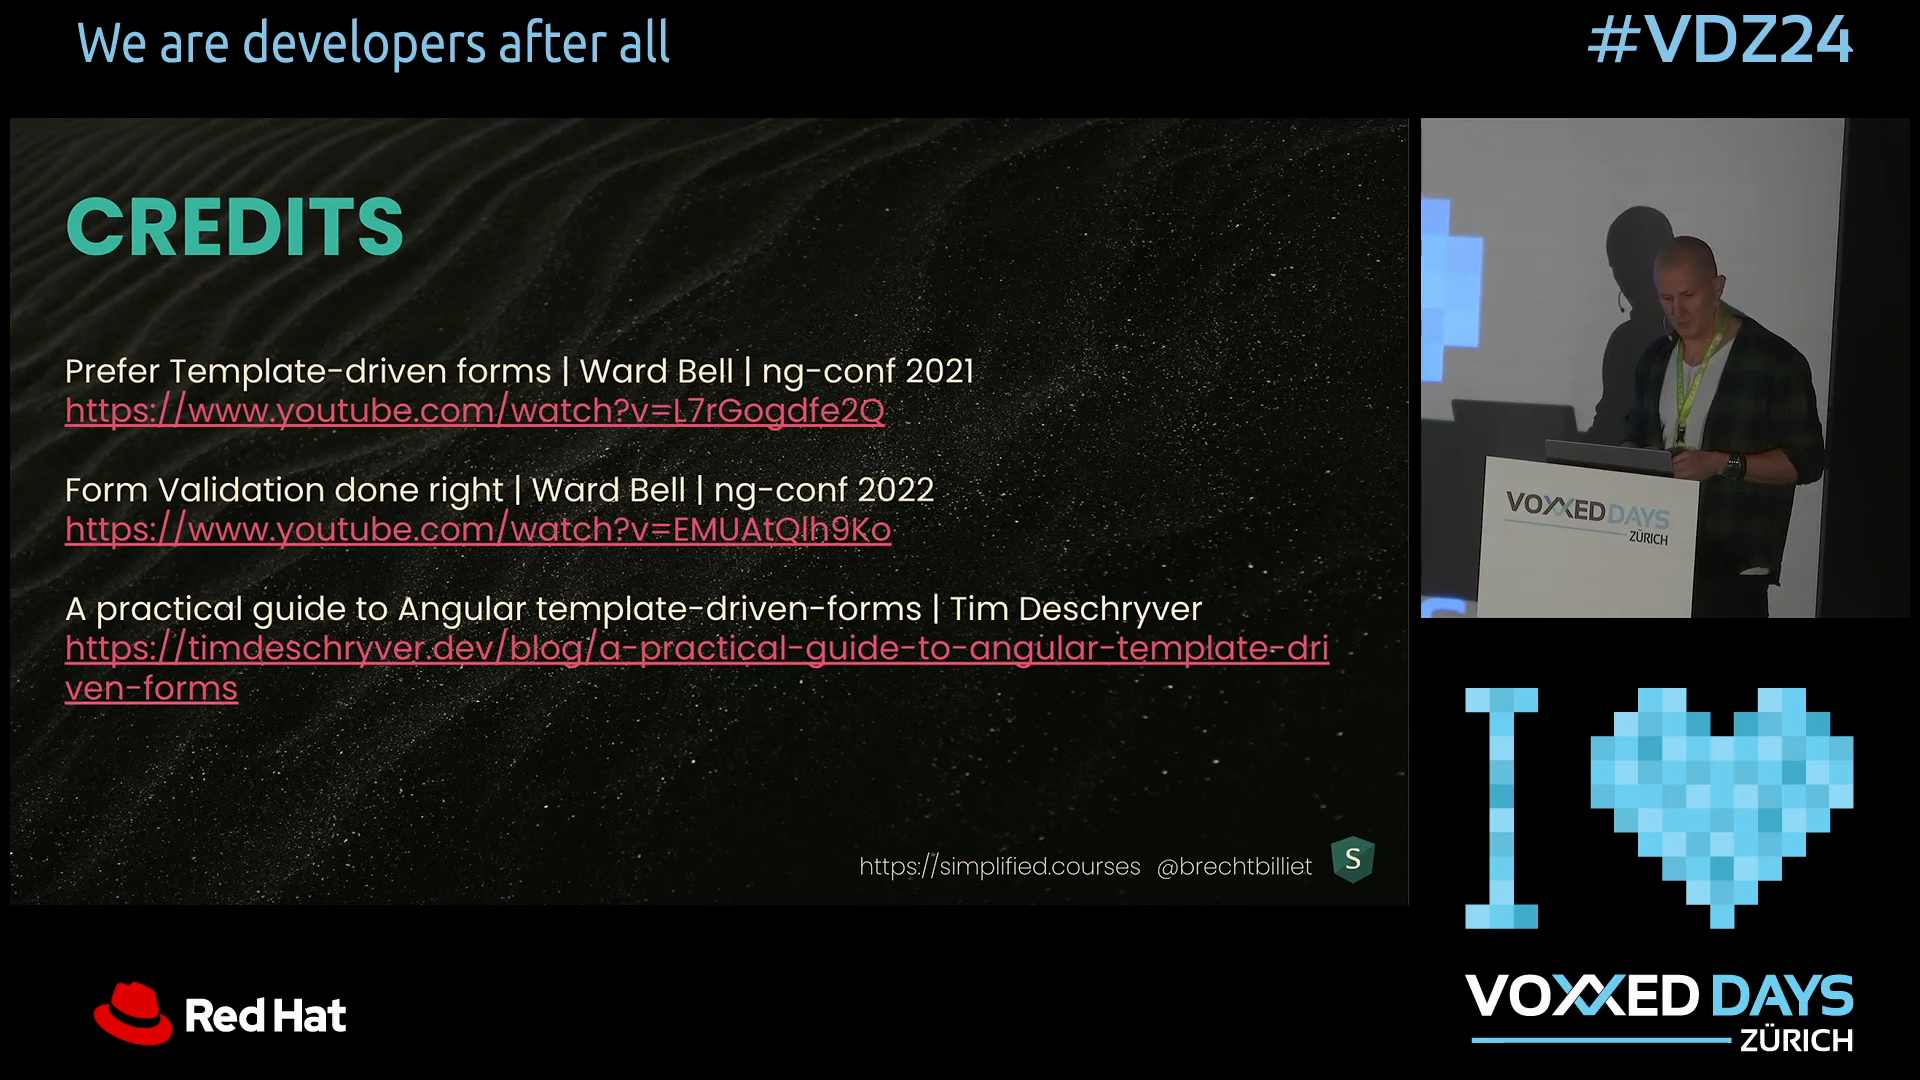 We are developers after all
#VDZ24
CREDITS
Prefer Template-driven forms | Ward Bell | ng-conf 2021
https://www.youtube.com/watch?v=L7rGogdfe2Q
Form Validation done right | Ward Bell | ng-conf 2022
https://www.youtube.com/watch?v=EMUAtQlh9Ko
A practical guide to Angular template-driven-forms | Tim Deschryver
https://timdeschryver.dev/blog/a-practical-guide-to-angular-template-dri
ven-forms
https://simplified.courses @brechtbilliet
S
VOXXED DAYS
ZÜRICH
I
Red Hat
VOXXED DAYS
ZÜRICH